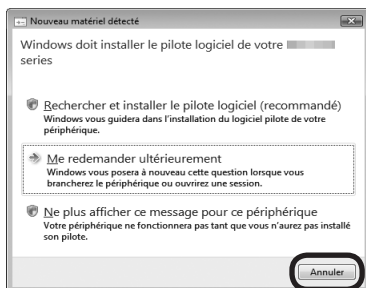 Nouveau matériel détecté
Windows doit installer le pilote logiciel de votre
series
Rechercher et installer le pilote logiciel (recommandé)
Windows vous guidera dans l'installation du logiciel pilote de votre
périphérique.
Me redemander ultérieurement
Windows vous posera à nouveau cette question lorsque vous
brancherez le périphérique ou ouvrirez une session.
Ne plus afficher ce message pour ce périphérique
Votre périphérique ne fonctionnera pas tant que vous n'aurez pas installé
son pilote.
Annuler